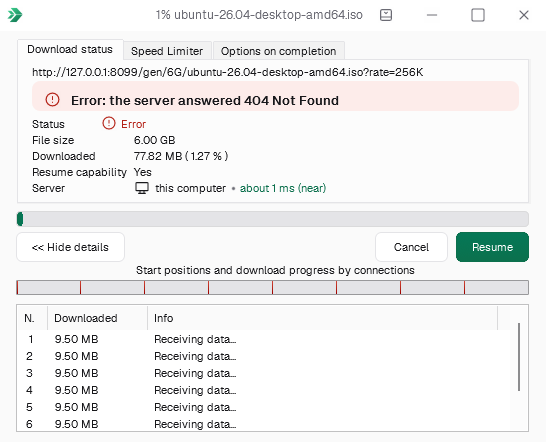 1% ubuntu-26.04-desktop-amd64.iso
Download status Speed Limiter Options on completion
http://127.0.0.1:8099/gen/6G/ubuntu-26.04-desktop-amd64.iso?rate=256K
Error: the server answered 404 Not Found
Status Error
File size 6.00 GB
Downloaded 77.82 MB ( 1.27 % )
Resume capability Yes
Server this computer • about 1 ms (near)
<< Hide details Cancel Resume
Start positions and download progress by connections
N. Downloaded Info
1 9.50 MB Receiving data...
2 9.50 MB Receiving data...
3 9.50 MB Receiving data...
4 9.50 MB Receiving data...
5 9.50 MB Receiving data...
6 9.50 MB Receiving data...